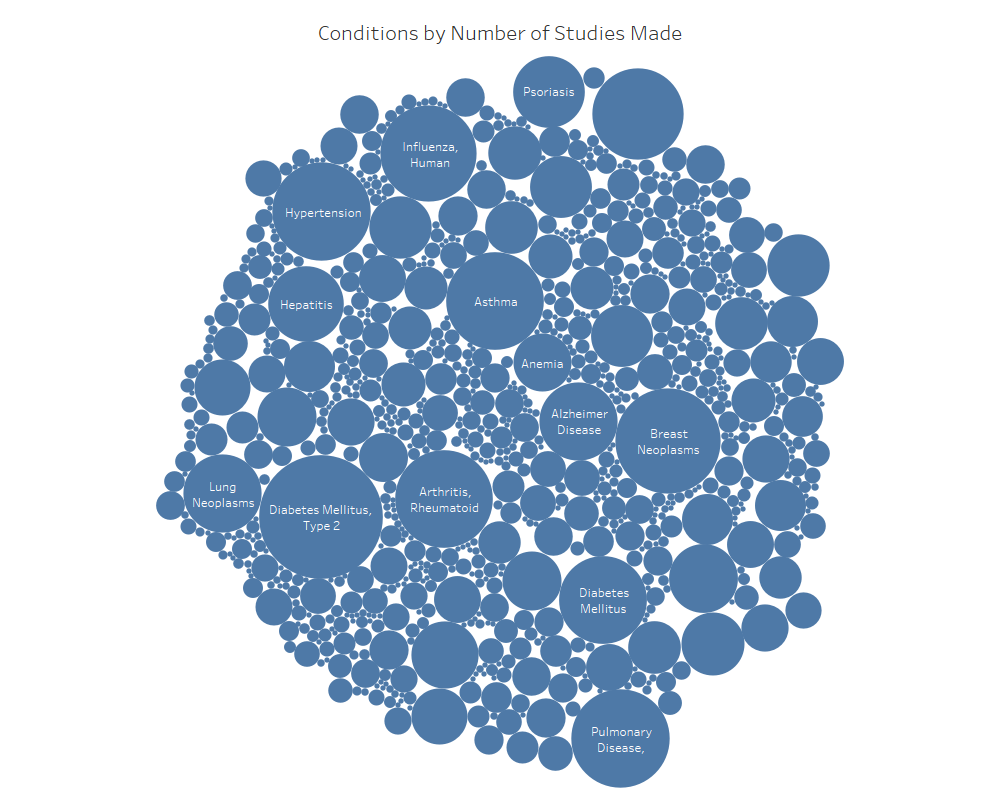 Conditions by Number of Studies Made
Psoriasis
Influenza,
Human
Hypertension
Hepatitis
Asthma
Anemia
Alzheimer
Disease
Breast
Neoplasms
Lung
Neoplasms
Diabetes Mellitus,
Type 2
Arthritis,
Rheumatoid
Diabetes
Mellitus
Pulmonary
Disease,